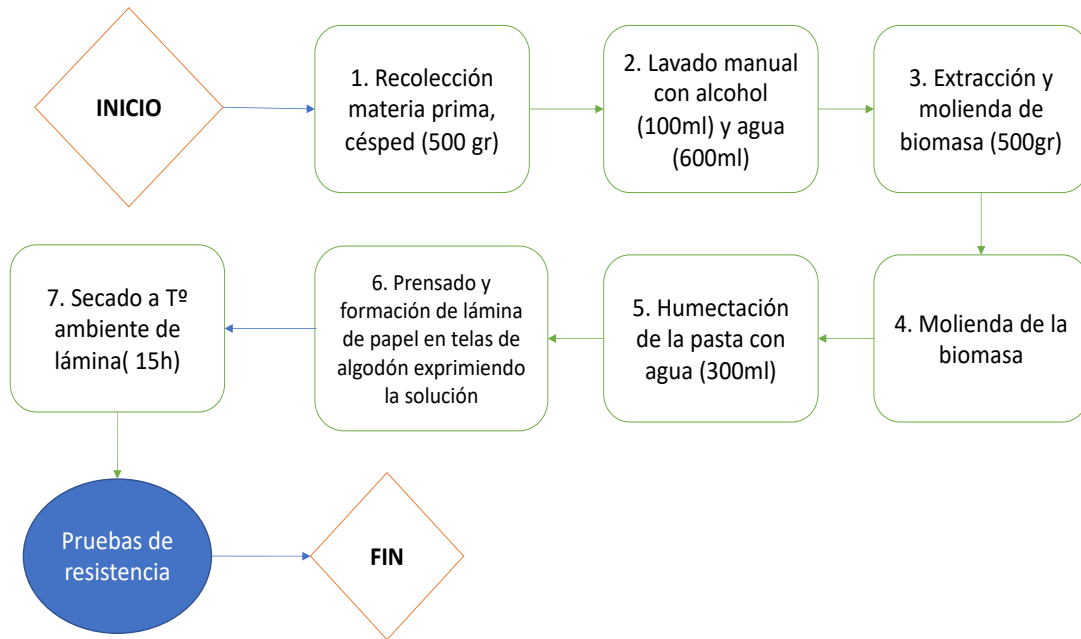 INICIO
1. Recolección
materia prima,
césped (500 gr)
2. Lavado manual
con alcohol
(100ml) y agua
(600ml)
3. Extracción y
molienda de
biomasa (500gr)
4. Molienda de la
biomasa
5. Humectación
de la pasta con
agua (300ml)
6. Prensado y
formación de lámina
de papel en telas de
algodón exprimiendo
la solución
7. Secado a Tº
ambiente de
lámina( 15h)
Pruebas de
resistencia
FIN